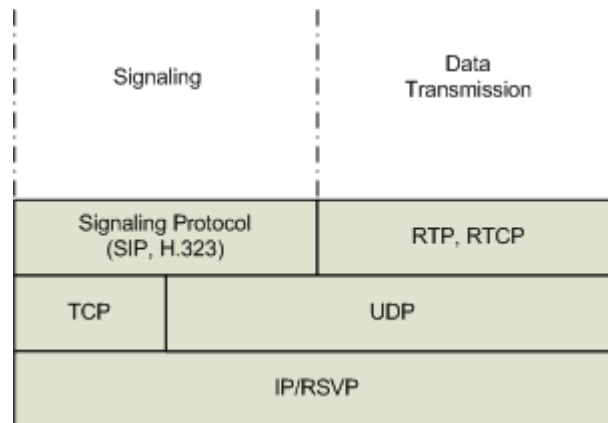 Signaling
Data
Transmission
Signaling Protocol
(SIP, H.323)
RTP, RTCP
TCP
UDP
IP/RSVP